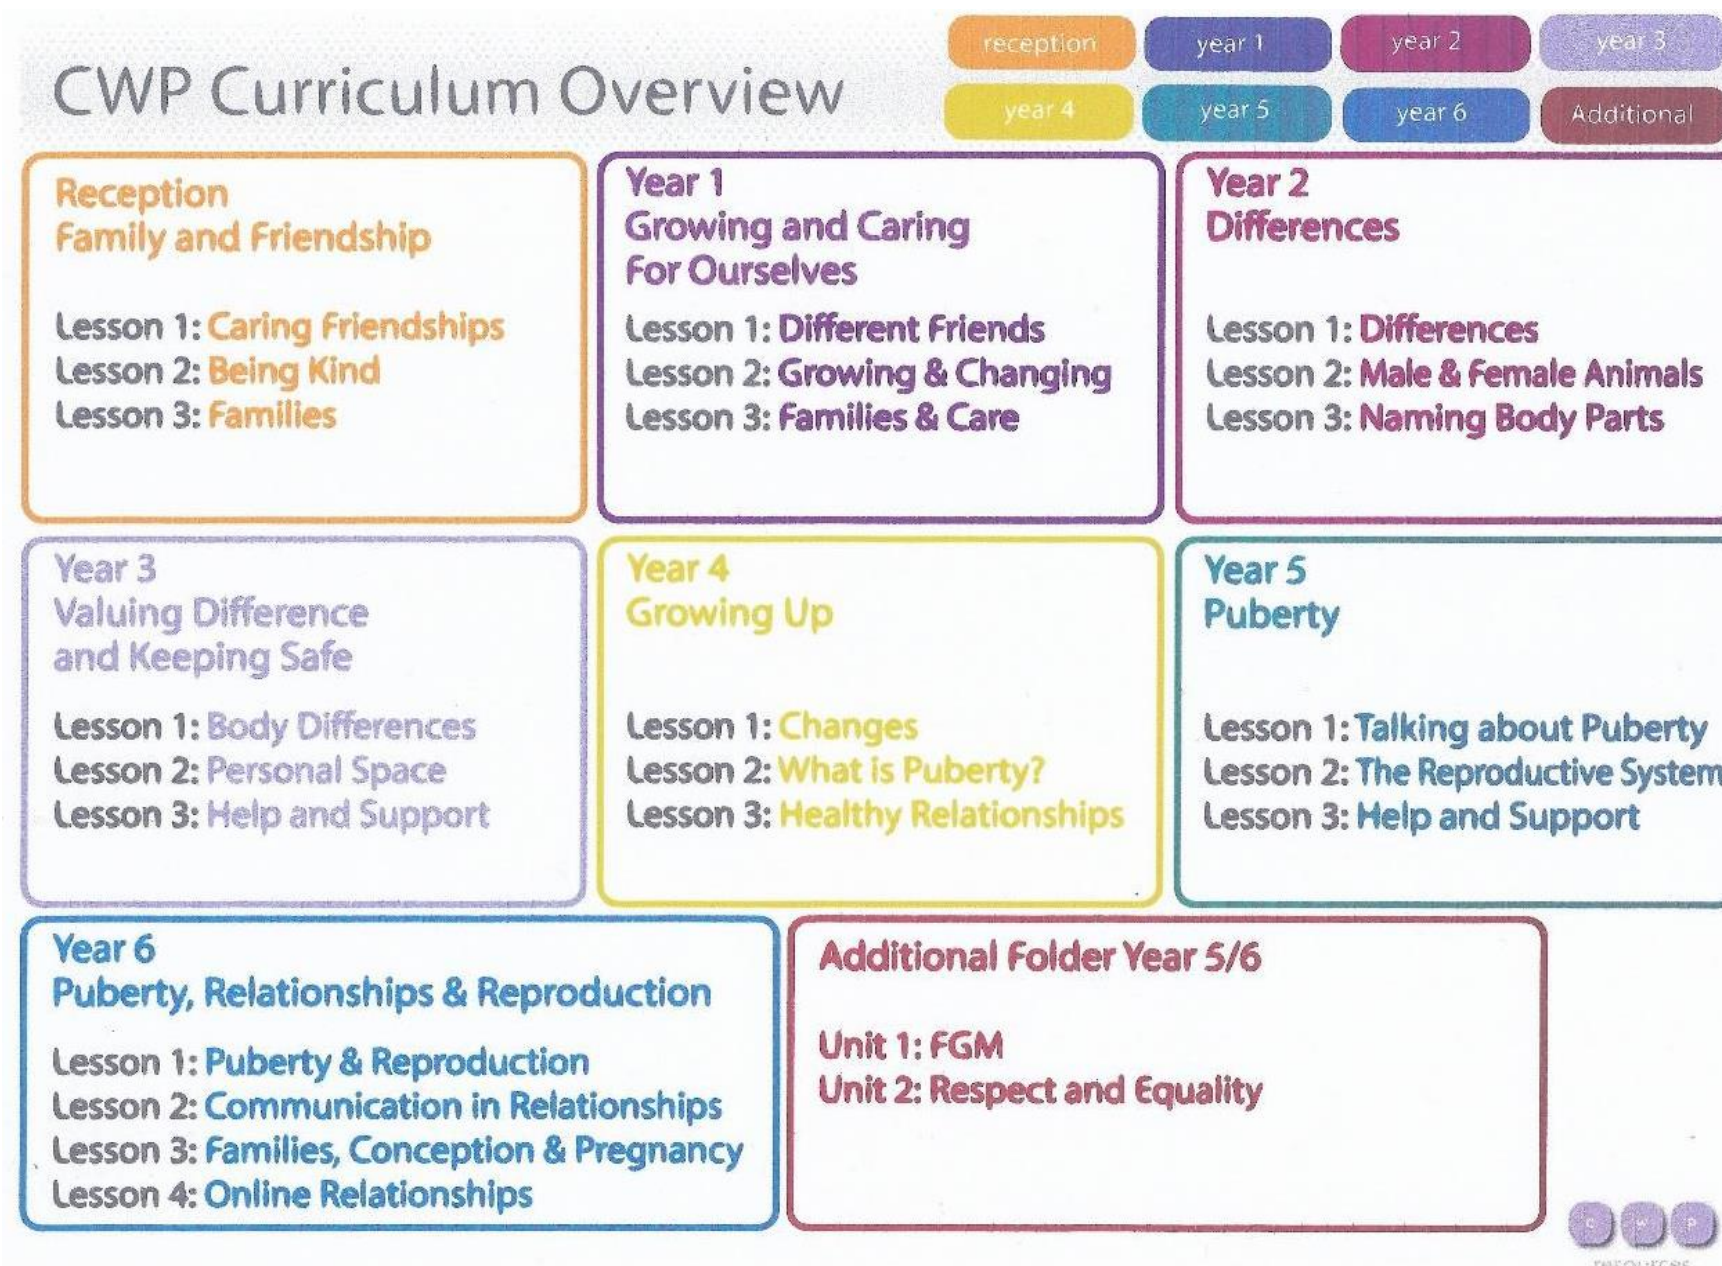 CWP Curriculum Overview
reception
year 1
year 2
year 3
year 4
year 5
year 6
Additional
Reception
Family and Friendship
Lesson 1: Caring Friendships
Lesson 2: Being Kind
Lesson 3: Families
Year 1
Growing and Caring
For Ourselves
Lesson 1: Different Friends
Lesson 2: Growing & Changing
Lesson 3: Families & Care
Year 2
Differences
Lesson 1: Differences
Lesson 2: Male & Female Animals
Lesson 3: Naming Body Parts
Year 3
Valuing Difference
and Keeping Safe
Lesson 1: Body Differences
Lesson 2: Personal Space
Lesson 3: Help and Support
Year 4
Growing Up
Lesson 1: Changes
Lesson 2: What is Puberty?
Lesson 3: Healthy Relationships
Year 5
Puberty
Lesson 1: Talking about Puberty
Lesson 2: The Reproductive System
Lesson 3: Help and Support
Year 6
Puberty, Relationships & Reproduction
Lesson 1: Puberty & Reproduction
Lesson 2: Communication in Relationships
Lesson 3: Families, Conception & Pregnancy
Lesson 4: Online Relationships
Additional Folder Year 5/6
Unit 1: FGM
Unit 2: Respect and Equality
c w p
resources